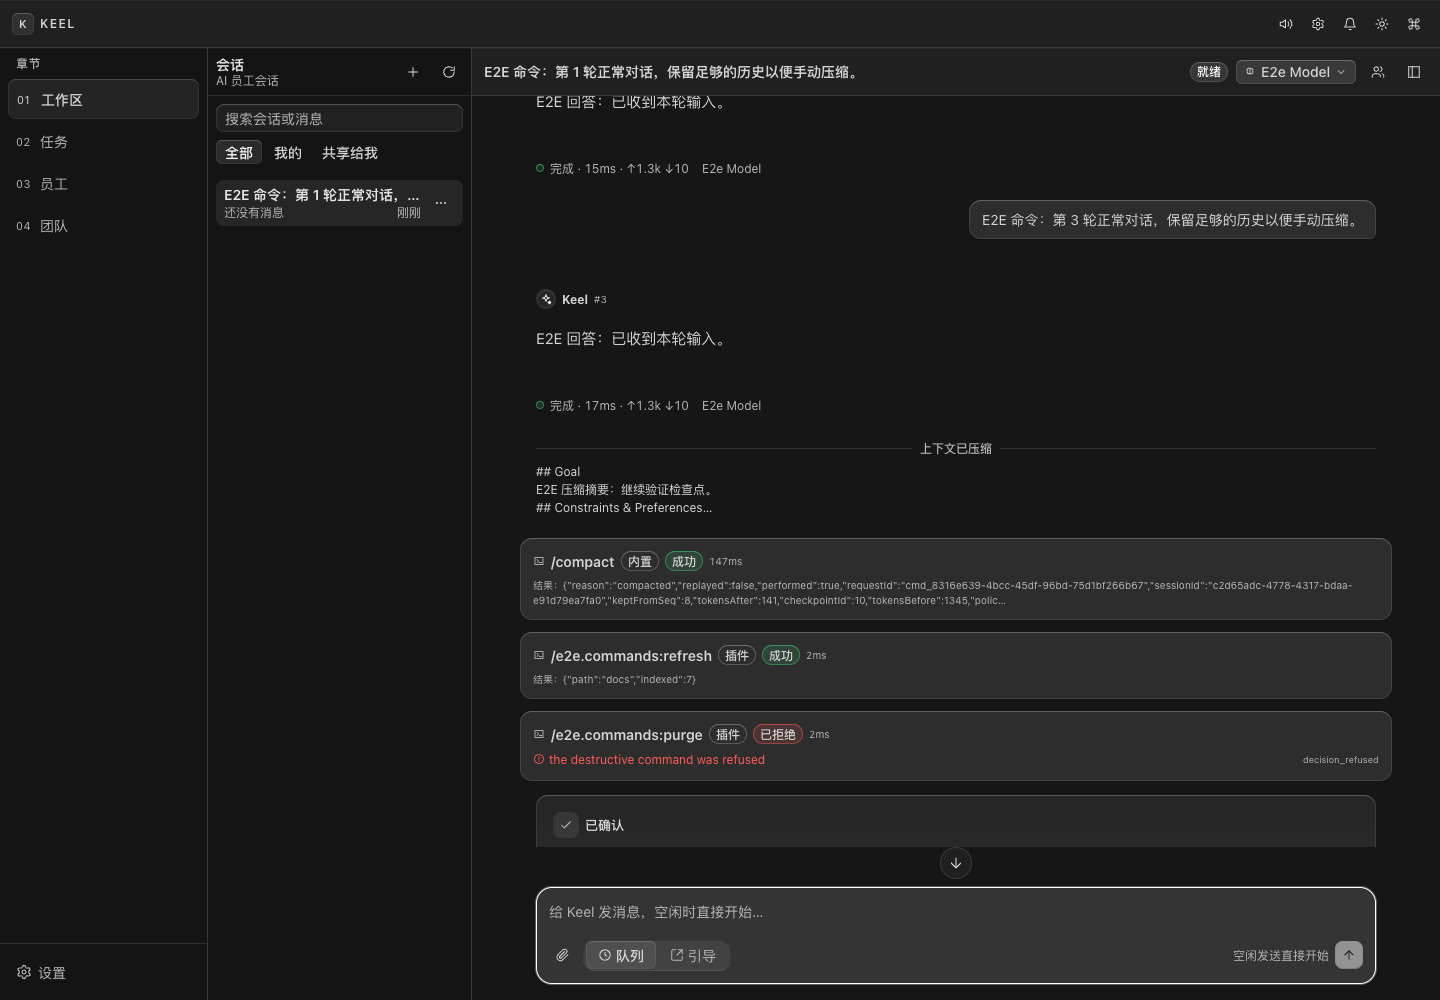 K KEEL
章节
01 工作区
02 任务
03 员工
04 团队
设置
会话
AI 员工会话
搜索会话或消息
全部 我的 共享给我
E2E 命令：第 1 轮正常对话，...
还没有消息 刚刚
E2E 命令：第 1 轮正常对话，保留足够的历史以便手动压缩。
就绪 E2e Model
E2E 回答：已收到本轮输入。
完成 · 15ms · ↑1.3k ↓10 E2e Model
E2E 命令：第 3 轮正常对话，保留足够的历史以便手动压缩。
Keel #3
E2E 回答：已收到本轮输入。
完成 · 17ms · ↑1.3k ↓10 E2e Model
上下文已压缩
## Goal
E2E 压缩摘要：继续验证检查点。
## Constraints & Preferences...
/compact 内置 成功 147ms
结果：{"reason":"compacted","replayed":false,"performed":true,"requestId":"cmd_8316e639-4bcc-45df-96bd-75d1bf266b67","sessionId":"c2d65adc-4778-4317-bdaa-
e91d79ea7fa0","keptFromSeq":8,"tokensAfter":141,"checkpointId":10,"tokensBefore":1345,"polic...
/e2e.commands:refresh 插件 成功 2ms
结果：{"path":"docs","indexed":7}
/e2e.commands:purge 插件 已拒绝 2ms
the destructive command was refused decision_refused
已确认
给 Keel 发消息，空闲时直接开始...
队列 引导 空闲发送直接开始